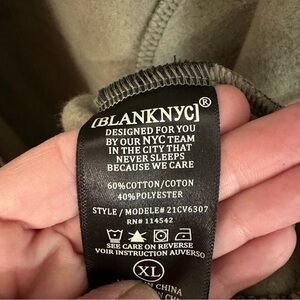 [BLANKNYC]®
DESIGNED FOR YOU
BY OUR NYC TEAM
IN THE CITY THAT
NEVER SLEEPS
BECAUSE WE CARE
60%COTTON/COTON
40%POLYESTER
STYLE / MODELE# 21CV6307
RN# 114542
SEE CARE ON REVERSE
VOIR INSTRUCTION AUVERSO
XL
CHINA